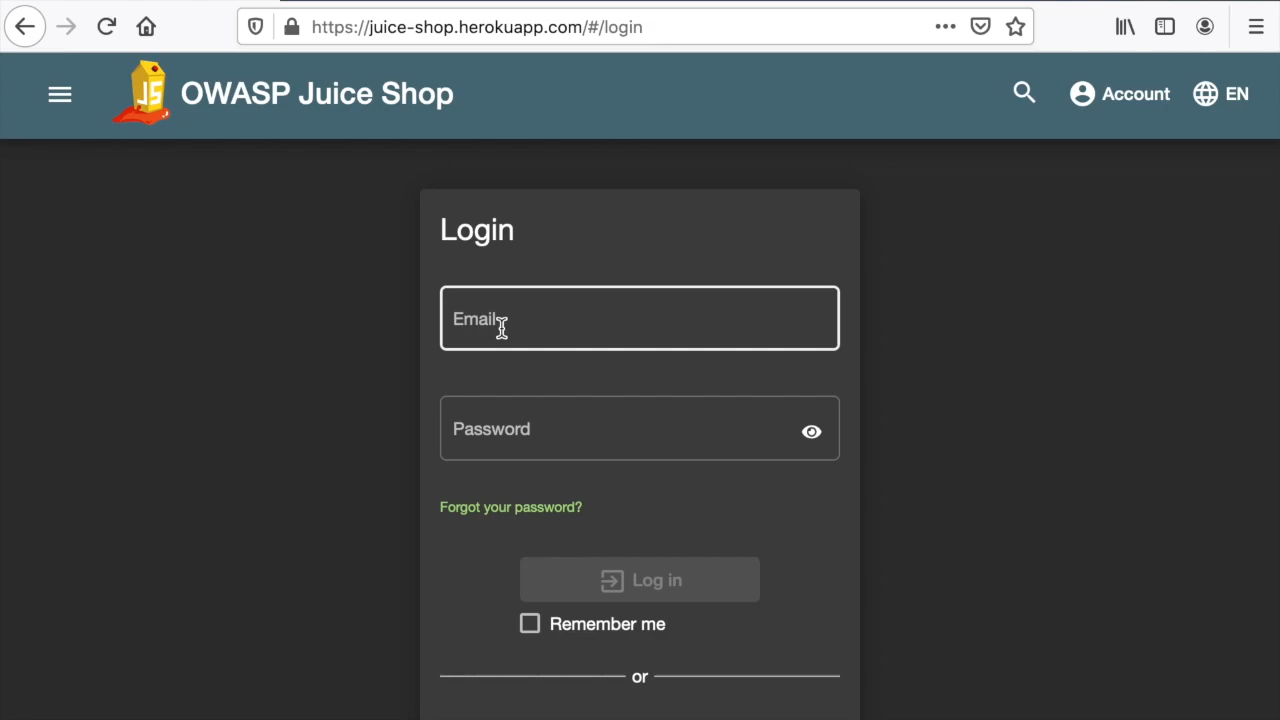 https://juice-shop.herokuapp.com/#/login
JS
OWASP Juice Shop
Account
EN
Login
Email
Password
Forgot your password?
Log in
Remember me
or